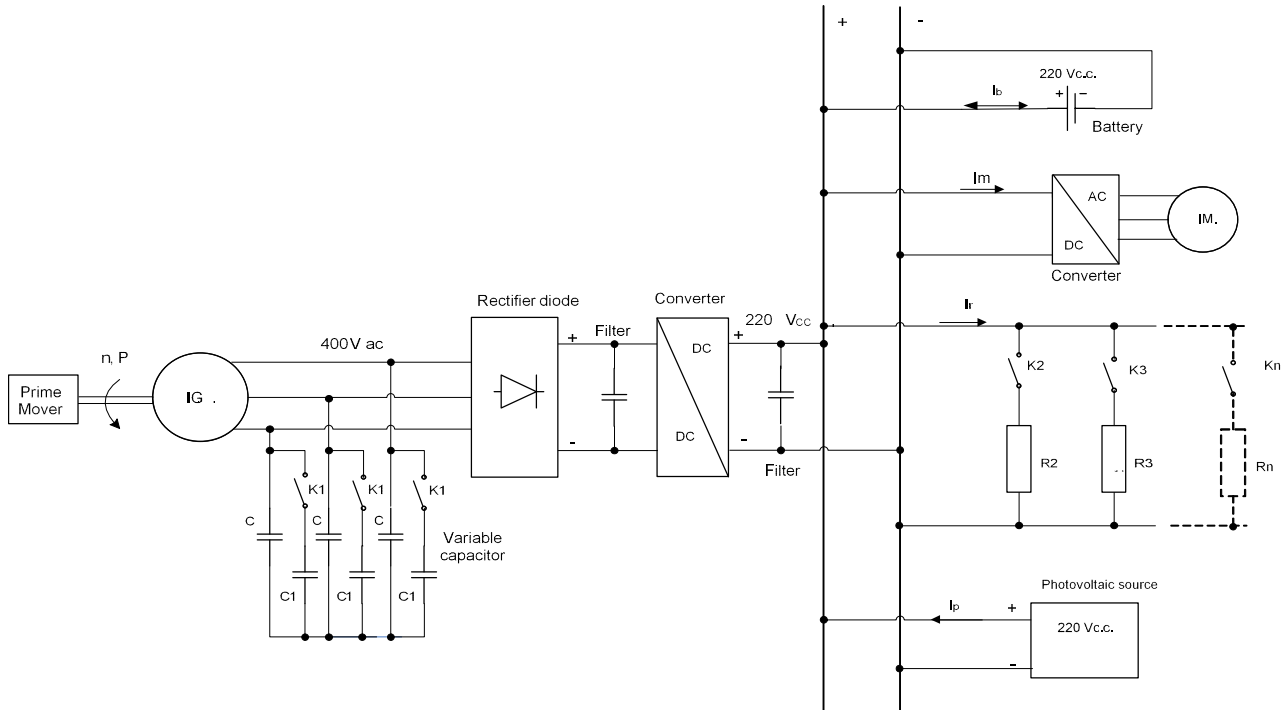 + -
220 Vc.c.
+ -
Ib
Battery
Im
AC
DC
Converter
IM.
Rectifier diode
Converter
400V ac
+
Filter
DC
DC
+
220 Vcc
-
-
Filter
n, P
Prime
Mover
IG .
Ir
K2
K3
Kn
R2
R3
Rn
K1
K1
K1
C
C
C
Variable
capacitor
C1
C1
C1
Photovoltaic source
Ip
+
220 Vc.c.
-